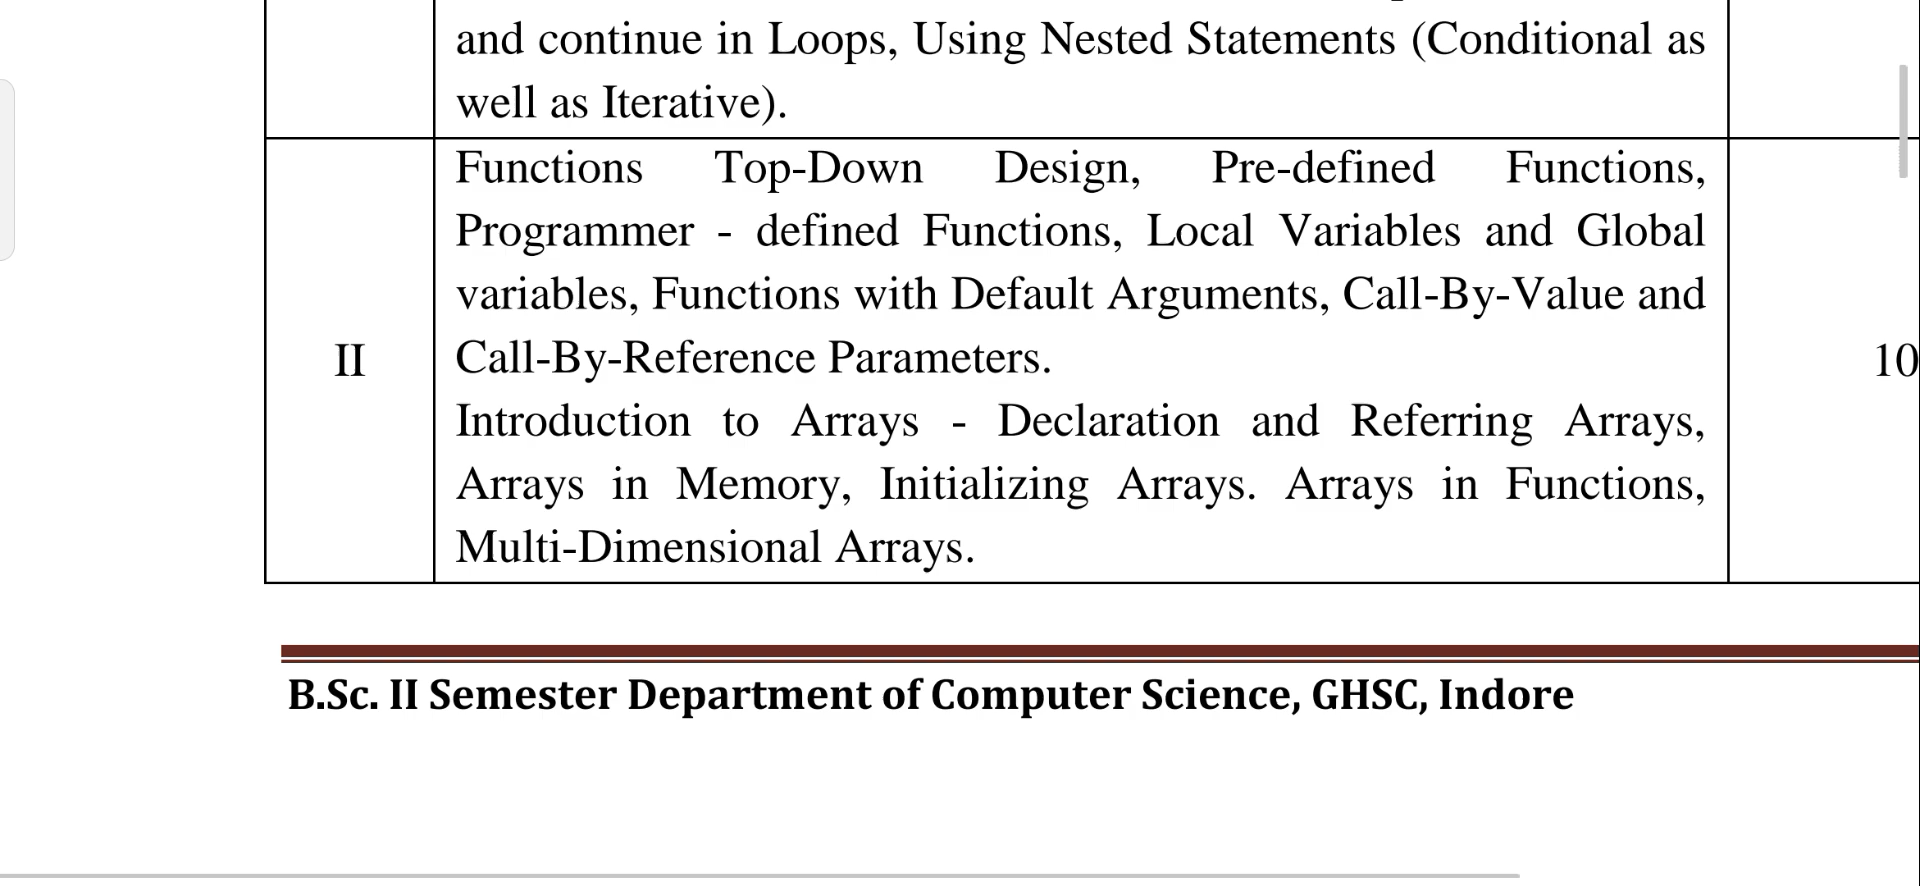 and continue in Loops, Using Nested Statements (Conditional as
well as Iterative).
II
Functions Top-Down Design, Pre-defined Functions,
Programmer - defined Functions, Local Variables and Global
variables, Functions with Default Arguments, Call-By-Value and
Call-By-Reference Parameters.
Introduction to Arrays - Declaration and Referring Arrays,
Arrays in Memory, Initializing Arrays. Arrays in Functions,
Multi-Dimensional Arrays.
10
B.Sc. II Semester Department of Computer Science, GHSC, Indore